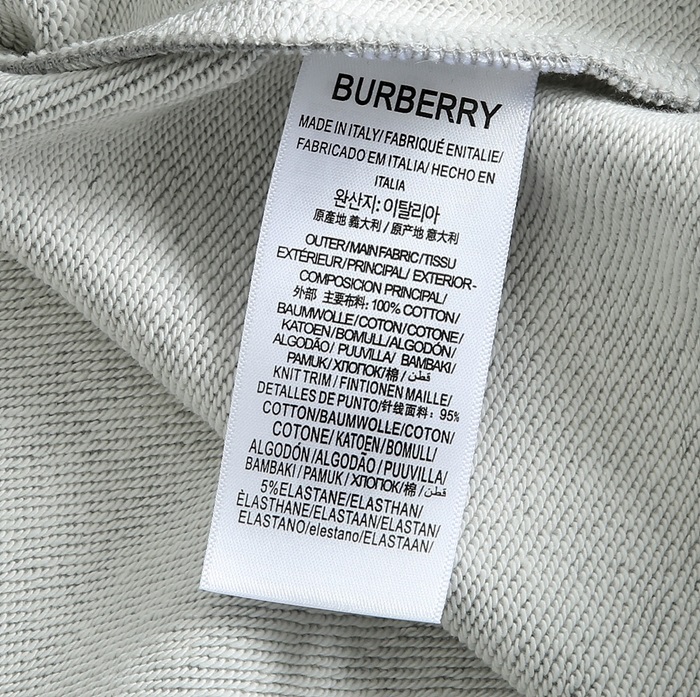 BURBERRY
MADE IN ITALY/ FABRIQUÉ ENITALIE/
FABRICADO EM ITALIA/ HECHO EN
ITALIA
완산지: 이탈리아
原產地 義大利 / 原产地 意大利
OUTER/MAINFABRIC/TISSU
EXTÉRIEUR/PRINCIPAL/ EXTERIOR-
COMPOSICION PRINCIPAL/
外部 主要布料: 100% COTTON/
BAUMWOLLE/COTON/COTONE/
KATOEN/BOMULL/ALGODÓN/
ALGODÃO/ PUUVILLA/ BAMBAKI/
PAMUK/ХЛОПОК/棉 / قطن/
KNIT TRIM / FINTIONEN MAILLE/
DETALLES DE PUNTO/针线面料: 95%
COTTON/BAUMWOLLE/COTON/
COTONE/ KATOEN/BOMULL/
ALGODÓN/ALGODÃO/ PUUVILLA/
BAMBAKI / PAMUK / ХЛОПОК/棉 / قطن/
5%ELASTANE/ELASTHAN/
ÈLASTHANE/ELASTAAN/ELASTAN/
ELASTANO/elestano/ELASTAAN/